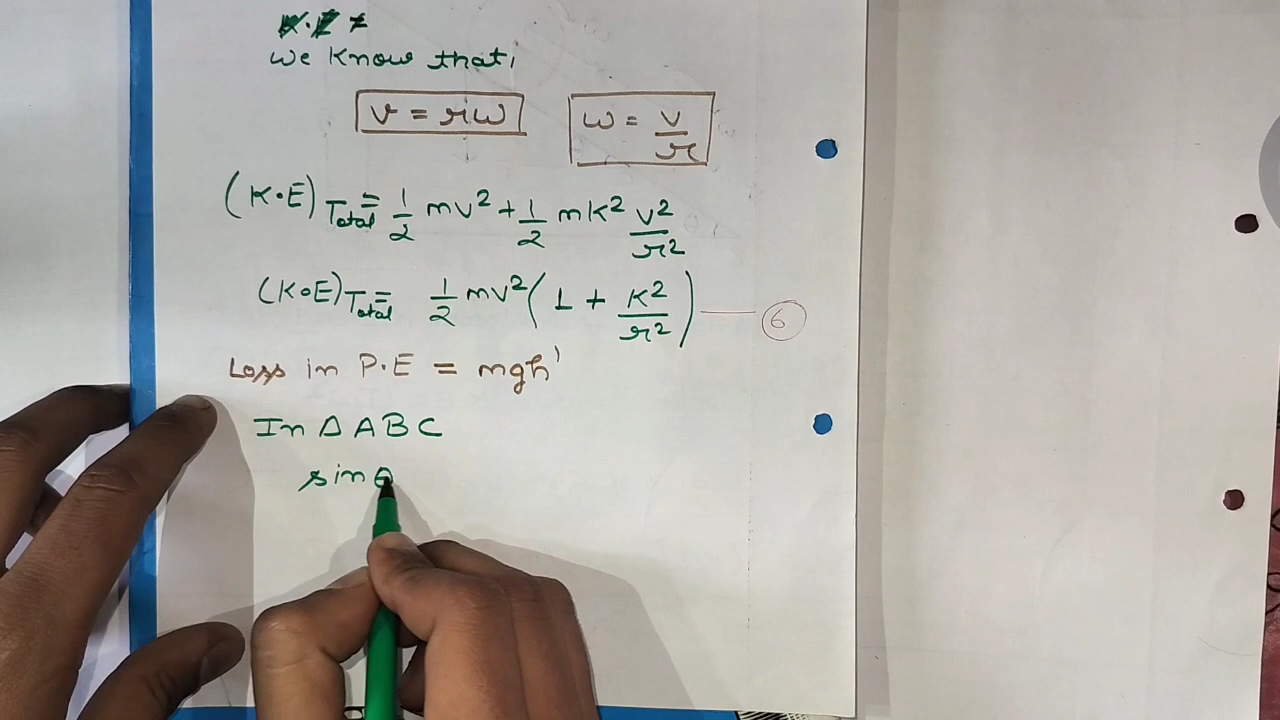 K.E =
we know that,
v = rω   ω = v/r
(K.E)Total = 1/2 mv² + 1/2 mK² v²/r²
(K.E)Total = 1/2 mv² (1 + K²/r²) — 6
Loss in P.E = mgh'
In Δ ABC
sin θ